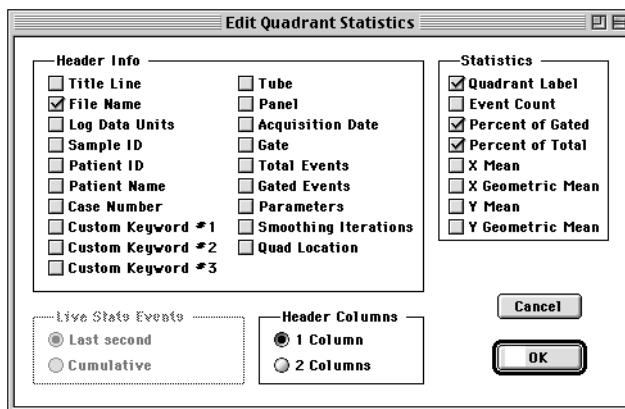 Edit Quadrant Statistics
Header Info
Title Line
File Name
Log Data Units
Sample ID
Patient ID
Patient Name
Case Number
Custom Keyword #1
Custom Keyword #2
Custom Keyword #3
Tube
Panel
Acquisition Date
Gate
Total Events
Gated Events
Parameters
Smoothing Iterations
Quad Location
Statistics
Quadrant Label
Event Count
Percent of Gated
Percent of Total
X Mean
X Geometric Mean
Y Mean
Y Geometric Mean
Live Stats Events
Last second
Cumulative
Header Columns
1 Column
2 Columns
Cancel
OK